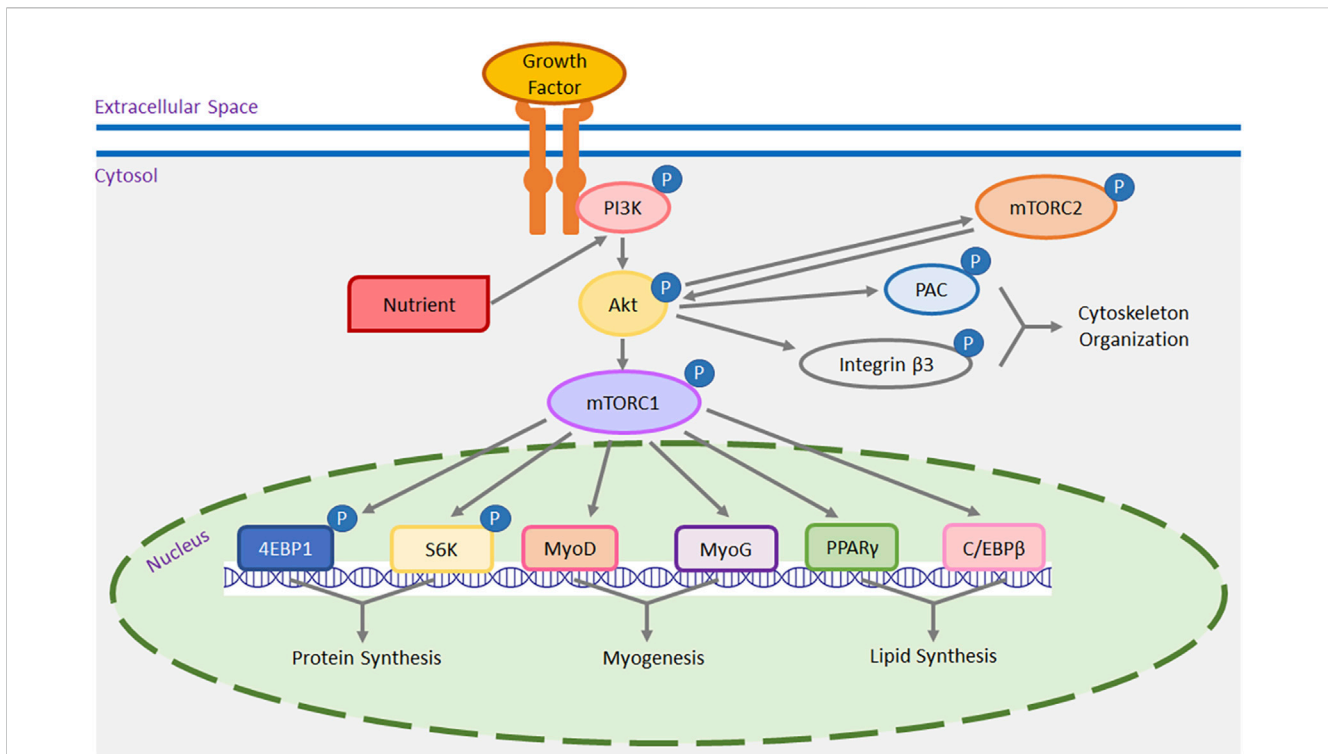 Growth
Factor
Extracellular Space
Cytosol
P
PI3K
P
mTORC2
P
PAC
Nutrient
P
Akt
Cytoskeleton
Organization
P
Integrin β3
P
mTORC1
Nucleus
P
4EBP1
P
S6K
MyoD
MyoG
PPARγ
C/EBPβ
Protein Synthesis
Myogenesis
Lipid Synthesis